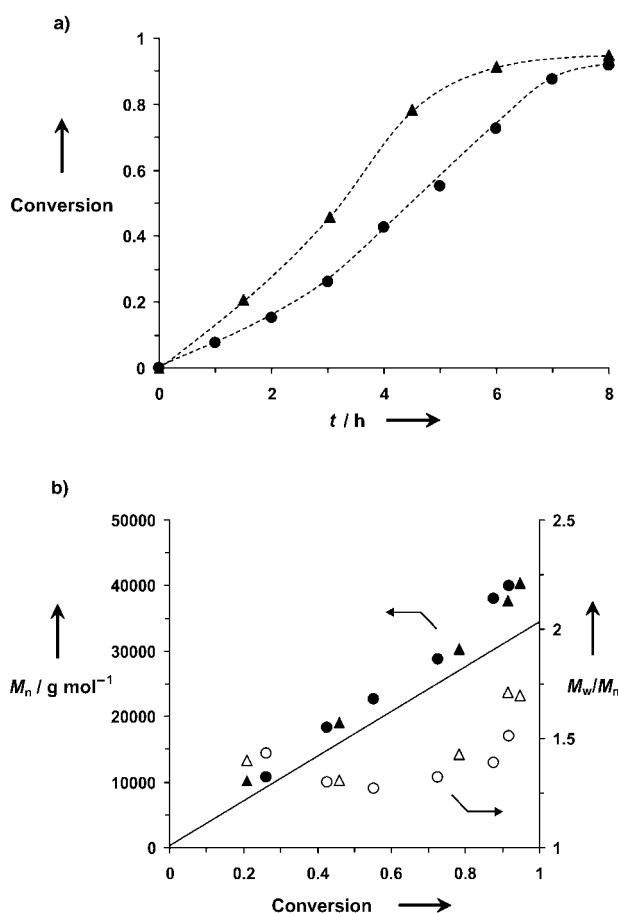 a)
1
0.8
0.6
Conversion
0.4
0.2
0
0 2 4 6 8
t / h
b)
50000 2.5
40000
2
30000
Mn / g mol−1 Mw/Mn
20000
1.5
10000
0 1
0 0.2 0.4 0.6 0.8 1
Conversion